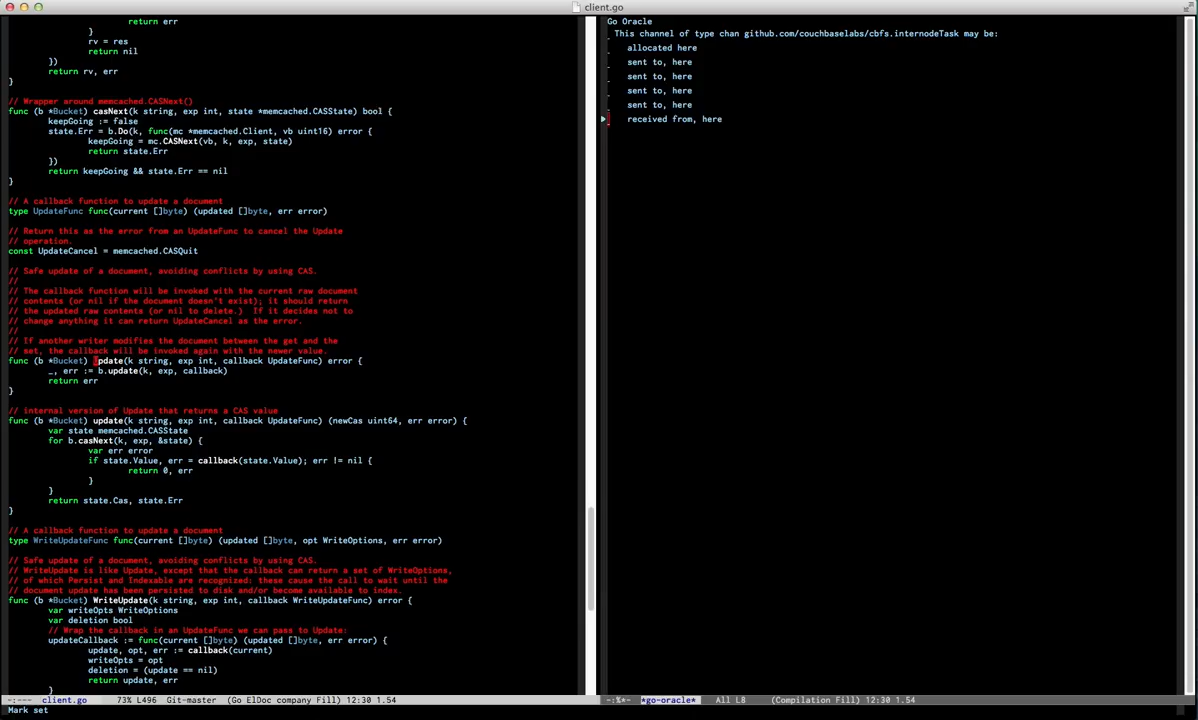 client.go
return err
}
rv = res
return nil
})
return rv, err
}
// Wrapper around memcached.CASNext()
func (b *Bucket) casNext(k string, exp int, state *memcached.CASState) bool {
keepGoing := false
state.Err = b.Do(k, func(mc *memcached.Client, vb uint16) error {
keepGoing = mc.CASNext(vb, k, exp, state)
return state.Err
})
return keepGoing && state.Err == nil
}
// A callback function to update a document
type UpdateFunc func(current []byte) (updated []byte, err error)
// Return this as the error from an UpdateFunc to cancel the Update
// operation.
const UpdateCancel = memcached.CASQuit
// Safe update of a document, avoiding conflicts by using CAS.
//
// The callback function will be invoked with the current raw document
// contents (or nil if the document doesn't exist); it should return
// the updated raw contents (or nil to delete.)  If it decides not to
// change anything it can return UpdateCancel as the error.
//
// If another writer modifies the document between the get and the
// set, the callback will be invoked again with the newer value.
func (b *Bucket) Update(k string, exp int, callback UpdateFunc) error {
_, err := b.update(k, exp, callback)
return err
}
// internal version of Update that returns a CAS value
func (b *Bucket) update(k string, exp int, callback UpdateFunc) (newCas uint64, err error) {
var state memcached.CASState
for b.casNext(k, exp, &state) {
var err error
if state.Value, err = callback(state.Value); err != nil {
return 0, err
}
}
return state.Cas, state.Err
}
// A callback function to update a document
type WriteUpdateFunc func(current []byte) (updated []byte, opt WriteOptions, err error)
// Safe update of a document, avoiding conflicts by using CAS.
// WriteUpdate is like Update, except that the callback can return a set of WriteOptions,
// of which Persist and Indexable are recognized: these cause the call to wait until the
// document update has been persisted to disk and/or become available to index.
func (b *Bucket) WriteUpdate(k string, exp int, callback WriteUpdateFunc) error {
var writeOpts WriteOptions
var deletion bool
// Wrap the callback in an UpdateFunc we can pass to Update:
updateCallback := func(current []byte) (updated []byte, err error) {
update, opt, err := callback(current)
writeOpts = opt
deletion = (update == nil)
return update, err
}
-:--- client.go 73% L496 Git-master (Go ElDoc company Fill) 12:30 1.54
Mark set
Go Oracle
This channel of type chan github.com/couchbaselabs/cbfs.internodeTask may be:
allocated here
sent to, here
sent to, here
sent to, here
sent to, here
received from, here
-:%*- *go-oracle* All L8 (Compilation Fill) 12:30 1.54